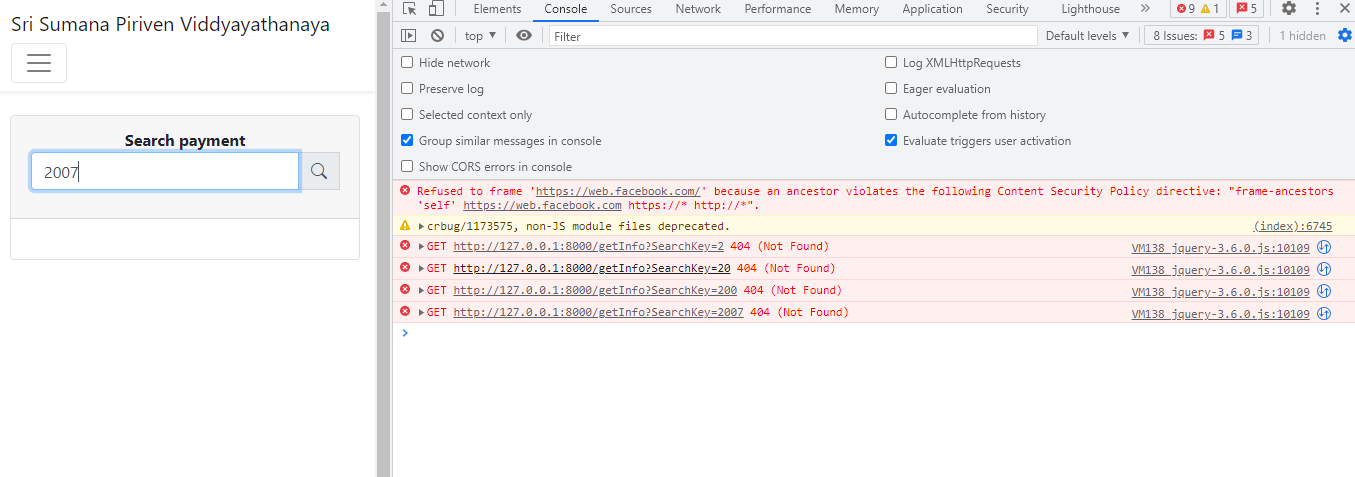 Sri Sumana Piriven Viddyayathanaya
Search payment
2007
Elements Console Sources Network Performance Memory Application Security Lighthouse » 9 1 5
top ▼ Filter Default levels ▼ 8 Issues: 5 3 1 hidden
Hide network Log XMLHttpRequests
Preserve log Eager evaluation
Selected context only Autocomplete from history
Group similar messages in console Evaluate triggers user activation
Show CORS errors in console
Refused to frame 'https://web.facebook.com/' because an ancestor violates the following Content Security Policy directive: "frame-ancestors
'self' https://web.facebook.com https://* http://*".
crbug/1173575, non-JS module files deprecated. (index):6745
GET http://127.0.0.1:8000/getInfo?SearchKey=2 404 (Not Found) VM138 jquery-3.6.0.js:10109
GET http://127.0.0.1:8000/getInfo?SearchKey=20 404 (Not Found) VM138 jquery-3.6.0.js:10109
GET http://127.0.0.1:8000/getInfo?SearchKey=200 404 (Not Found) VM138 jquery-3.6.0.js:10109
GET http://127.0.0.1:8000/getInfo?SearchKey=2007 404 (Not Found) VM138 jquery-3.6.0.js:10109